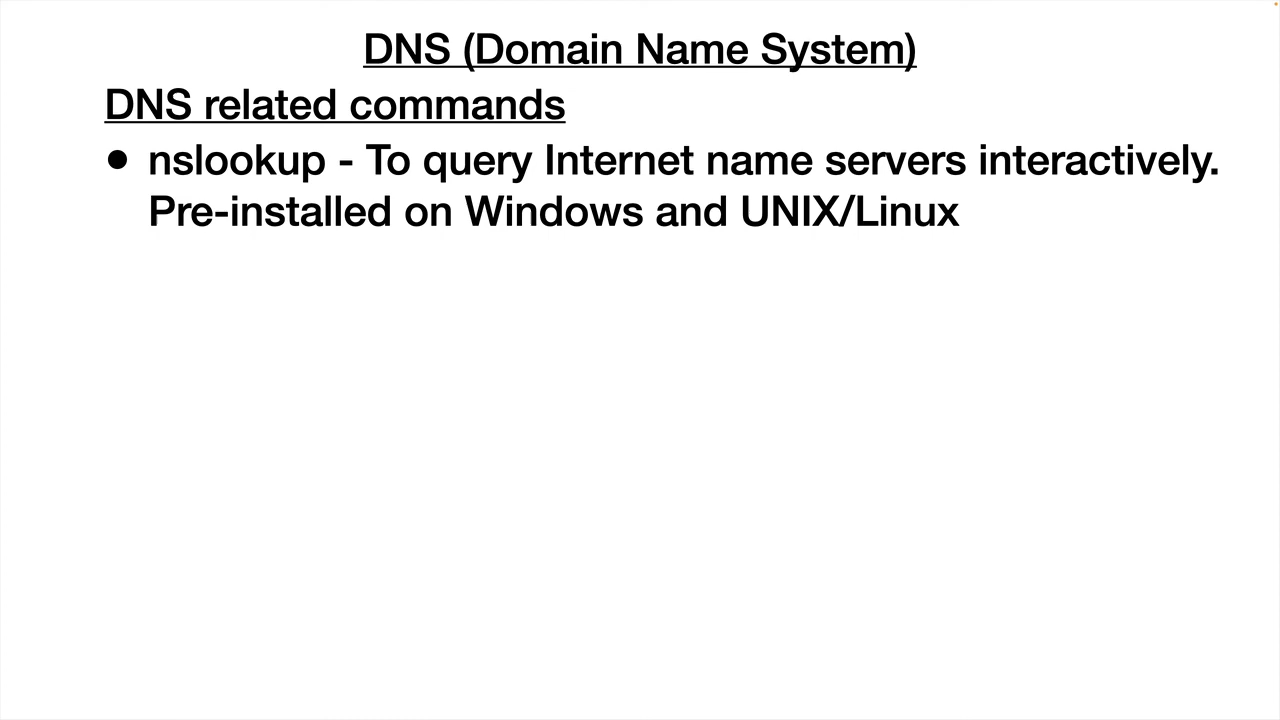 DNS (Domain Name System)
DNS related commands
● nslookup - To query Internet name servers interactively.
Pre-installed on Windows and UNIX/Linux